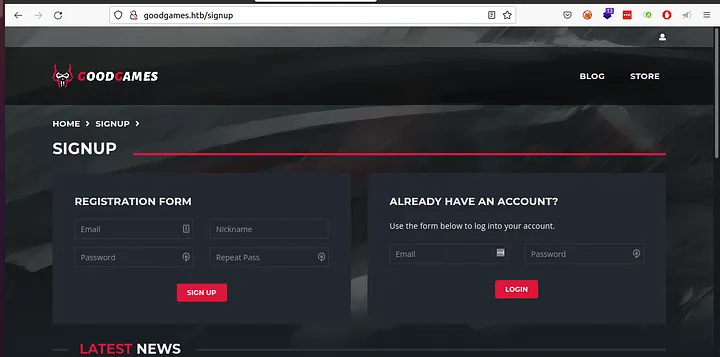 goodgames.htb/signup
13
GOODGAMES
BLOG
STORE
HOME
SIGNUP
SIGNUP
REGISTRATION FORM
Email
Nickname
Password
Repeat Pass
SIGN UP
ALREADY HAVE AN ACCOUNT?
Use the form below to log into your account.
Email
Password
LOGIN
LATEST NEWS